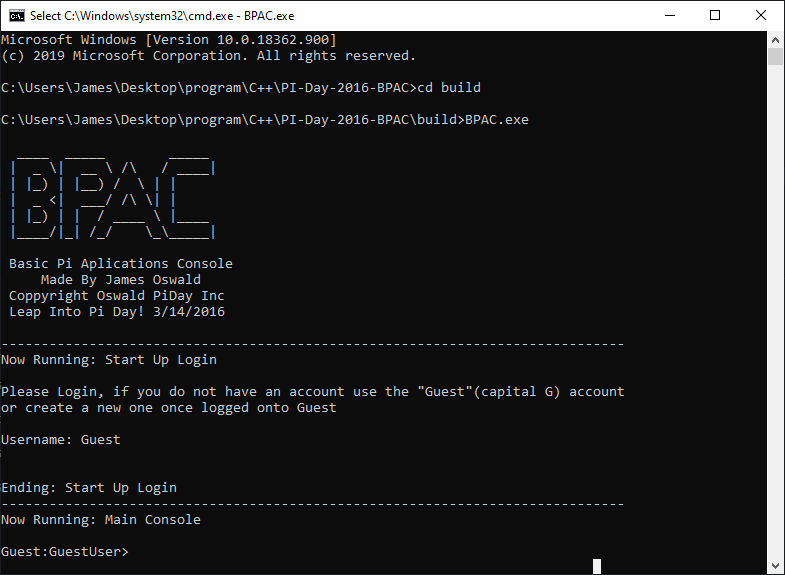 Select C:\Windows\system32\cmd.exe - BPAC.exe
Microsoft Windows [Version 10.0.18362.900]
(c) 2019 Microsoft Corporation. All rights reserved.
C:\Users\James\Desktop\program\C++\PI-Day-2016-BPAC>cd build
C:\Users\James\Desktop\program\C++\PI-Day-2016-BPAC\build>BPAC.exe
BPAC
Basic Pi Aplications Console
Made By James Oswald
Coppyright Oswald PiDay Inc
Leap Into Pi Day! 3/14/2016
------------------------------------------------------------------------------
Now Running: Start Up Login
Please Login, if you do not have an account use the "Guest"(capital G) account
or create a new one once logged onto Guest
Username: Guest
Ending: Start Up Login
------------------------------------------------------------------------------
Now Running: Main Console
Guest:GuestUser>